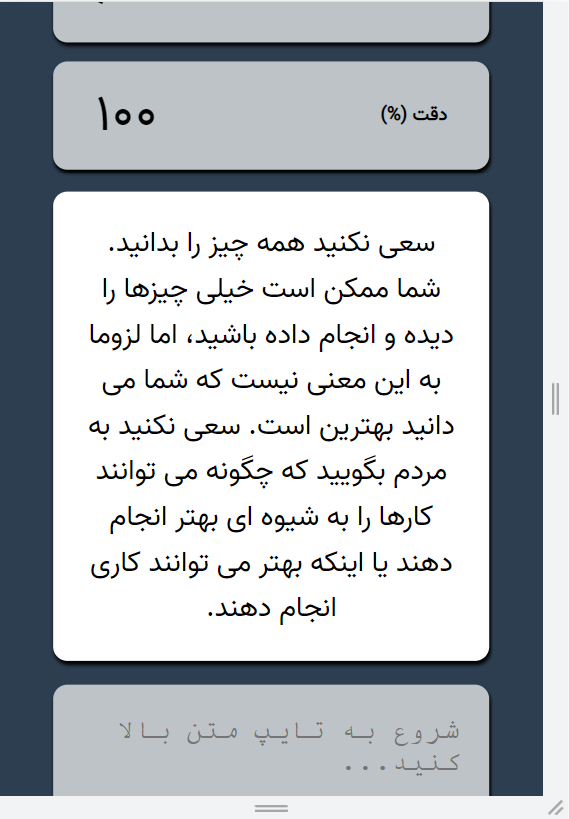 دقت (%)
۱۰۰
سعی نکنید همه چیز را بدانید.
شما ممکن است خیلی چیزها را
دیده و انجام داده باشید، اما لزوما
به این معنی نیست که شما می
دانید بهترین است. سعی نکنید به
مردم بگویید که چگونه می توانند
کارها را به شیوه ای بهتر انجام
دهند یا اینکه بهتر می توانند کاری
انجام دهند.
شروع به تایپ متن بالا
کنید...